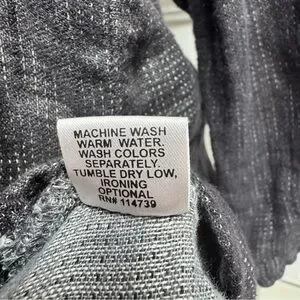 MACHINE WASH
WARM WATER.
WASH COLORS
SEPARATELY.
TUMBLE DRY LOW,
IRONING
OPTIONAL
RN# 114739